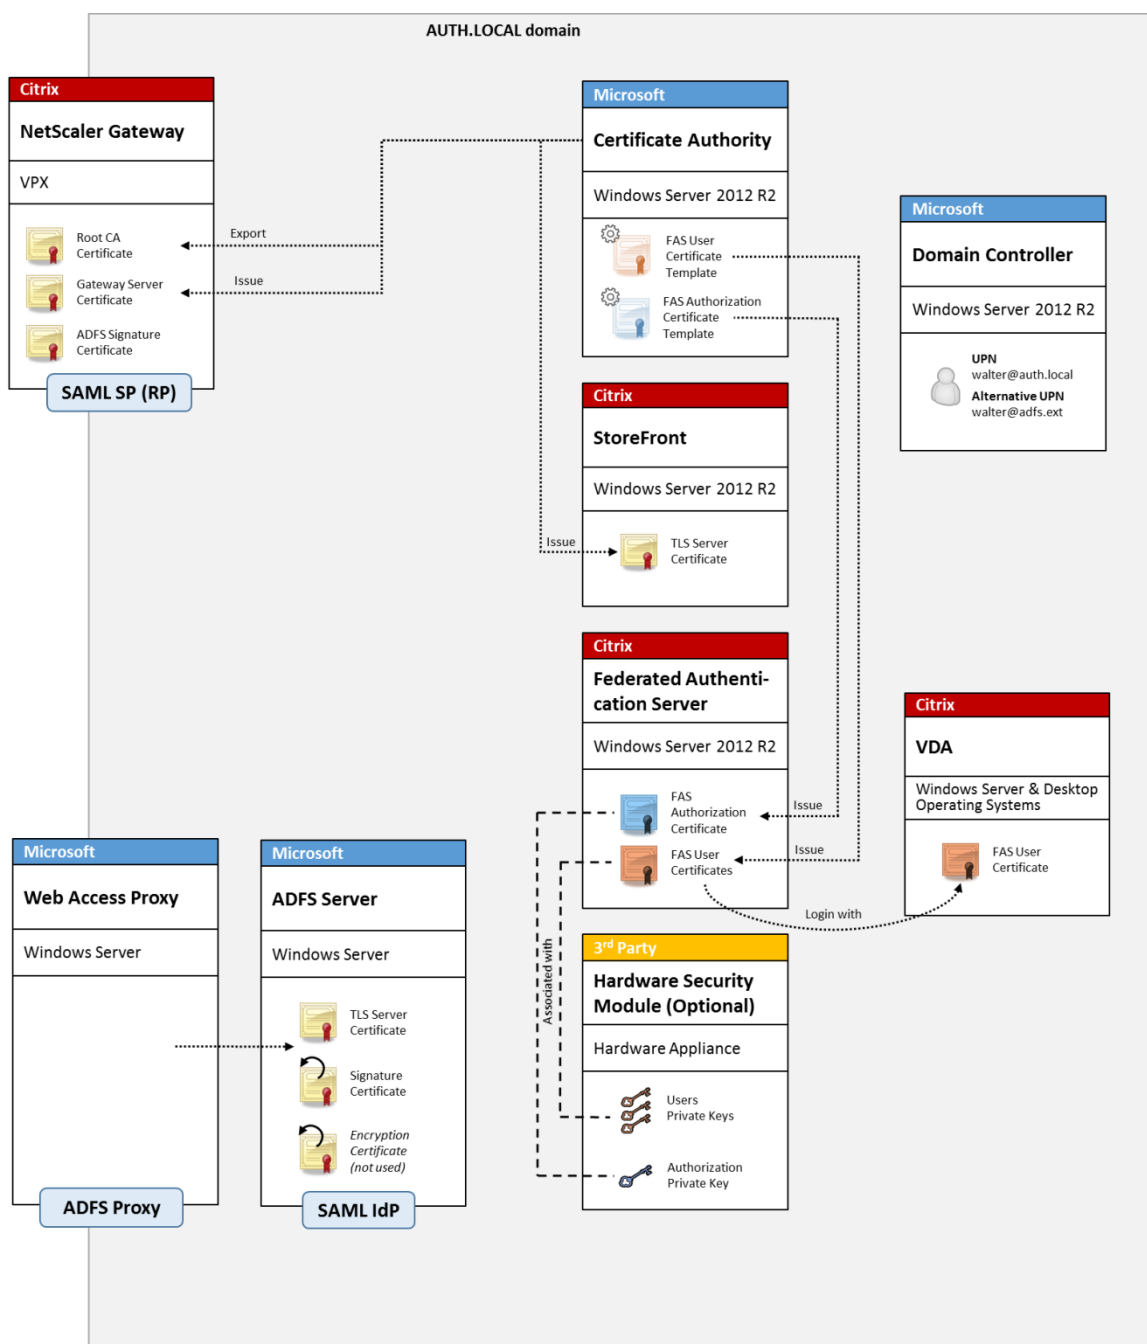 AUTH.LOCAL domain
Citrix
NetScaler Gateway
VPX
Root CA
Certificate
Gateway Server
Certificate
ADFS Signature
Certificate
SAML SP (RP)
Export
Issue
Microsoft
Certificate Authority
Windows Server 2012 R2
FAS User
Certificate
Template
FAS Authorization
Certificate
Template
Microsoft
Domain Controller
Windows Server 2012 R2
UPN
walter@auth.local
Alternative UPN
walter@adfs.ext
Citrix
StoreFront
Windows Server 2012 R2
Issue
TLS Server
Certificate
Citrix
Federated Authenti-
cation Server
Windows Server 2012 R2
FAS
Authorization
Certificate
FAS User
Certificates
Issue
Issue
Citrix
VDA
Windows Server & Desktop
Operating Systems
FAS User
Certificate
Login with
Associated with
3rd Party
Hardware Security
Module (Optional)
Hardware Appliance
Users
Private Keys
Authorization
Private Key
Microsoft
Web Access Proxy
Windows Server
ADFS Proxy
Microsoft
ADFS Server
Windows Server
TLS Server
Certificate
Signature
Certificate
Encryption
Certificate
(not used)
SAML IdP